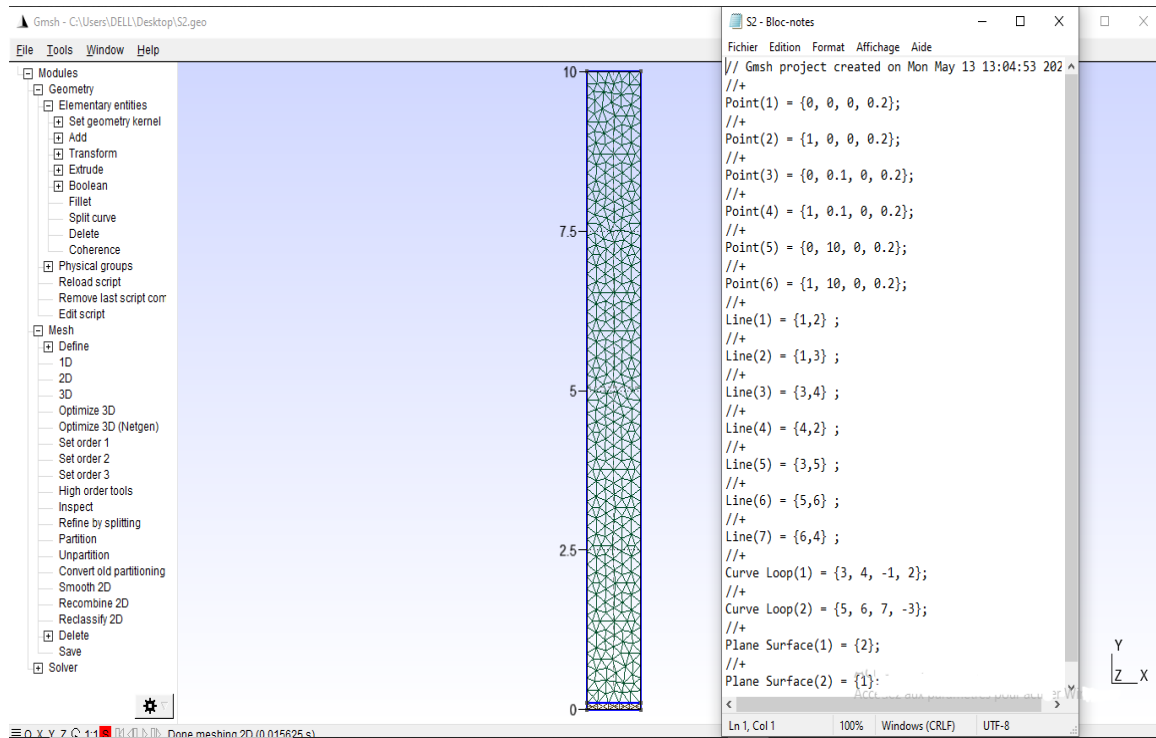 Gmsh - C:\Users\DELL\Desktop\S2.geo
File Tools Window Help
Modules
Geometry
Elementary entities
Set geometry kernel
Add
Transform
Extrude
Boolean
Fillet
Split curve
Delete
Coherence
Physical groups
Reload script
Remove last script com
Edit script
Mesh
Define
1D
2D
3D
Optimize 3D
Optimize 3D (Netgen)
Set order 1
Set order 2
Set order 3
High order tools
Inspect
Refine by splitting
Partition
Unpartition
Convert old partitioning
Smooth 2D
Recombine 2D
Reclassify 2D
Delete
Save
Solver
10
7.5
5
2.5
0
S2 - Bloc-notes
Fichier Edition Format Affichage Aide
// Gmsh project created on Mon May 13 13:04:53 202
//+
Point(1) = {0, 0, 0, 0.2};
//+
Point(2) = {1, 0, 0, 0.2};
//+
Point(3) = {0, 0.1, 0, 0.2};
//+
Point(4) = {1, 0.1, 0, 0.2};
//+
Point(5) = {0, 10, 0, 0.2};
//+
Point(6) = {1, 10, 0, 0.2};
//+
Line(1) = {1,2} ;
//+
Line(2) = {1,3} ;
//+
Line(3) = {3,4} ;
//+
Line(4) = {4,2} ;
//+
Line(5) = {3,5} ;
//+
Line(6) = {5,6} ;
//+
Line(7) = {6,4} ;
//+
Curve Loop(1) = {3, 4, -1, 2};
//+
Curve Loop(2) = {5, 6, 7, -3};
//+
Plane Surface(1) = {2};
//+
Plane Surface(2) = {1};
Ln 1, Col 1 100% Windows (CRLF) UTF-8
Y
Z X
O X Y Z 1:1 S Done meshing 2D (0.015625 s)